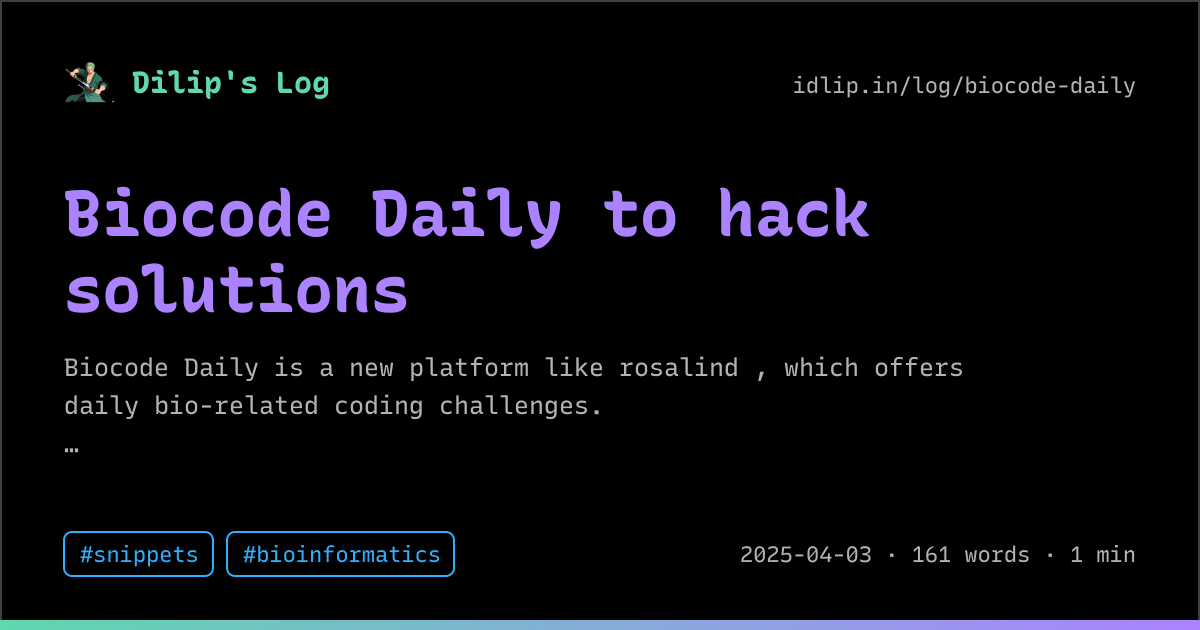 Dilip's Log
idlip.in/log/biocode-daily
Biocode Daily to hack
solutions
Biocode Daily is a new platform like rosalind , which offers
daily bio-related coding challenges.
…
#snippets
#bioinformatics
2025-04-03 · 161 words · 1 min